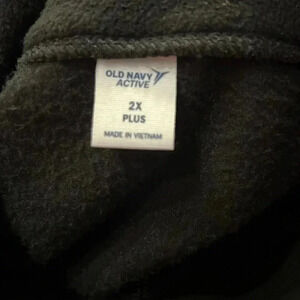 OLD NAVY
ACTIVE
2X
PLUS
MADE IN VIETNAM